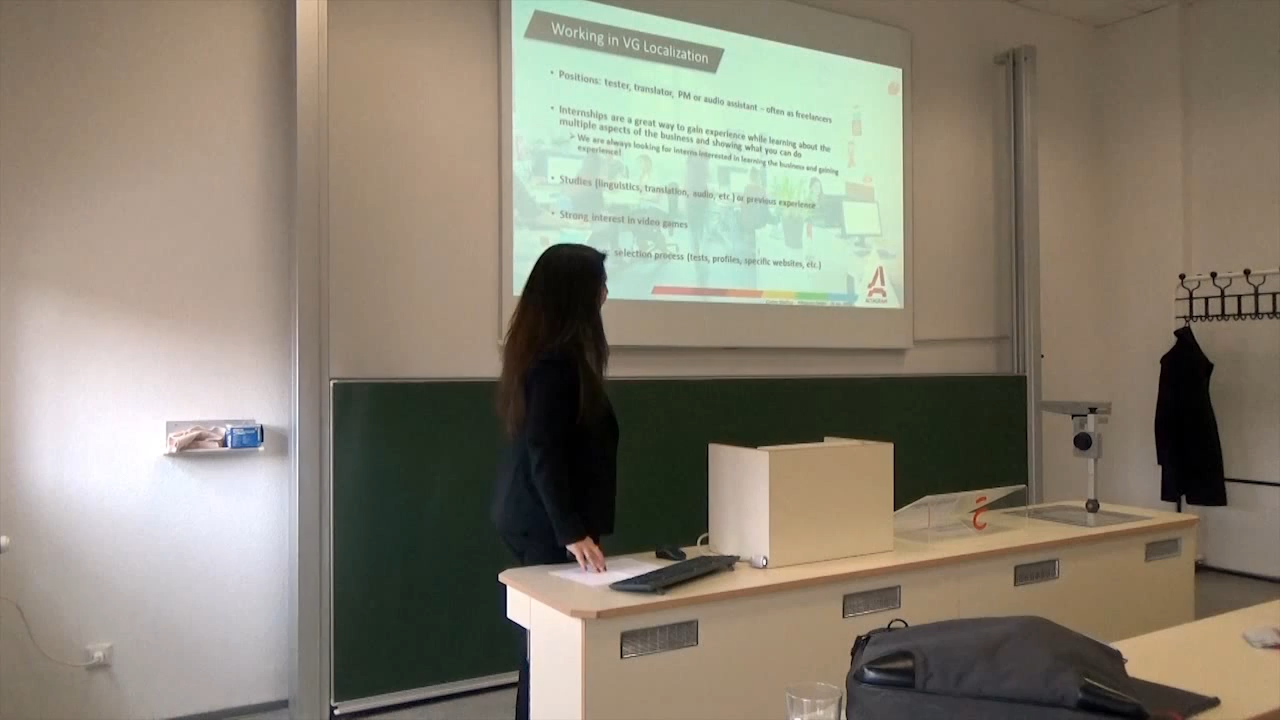 Working in VG Localization
• Positions: tester, translator, PM or audio assistant – often as freelancers
• Internships are a great way to gain experience while learning about the
multiple aspects of the business and showing what you can do
➢ We are always looking for interns interested in learning the business and gaining
experience!
• Studies (linguistics, translation, audio, etc.) or previous experience
• Strong interest in video games
selection process (tests, profiles, specific websites, etc.)